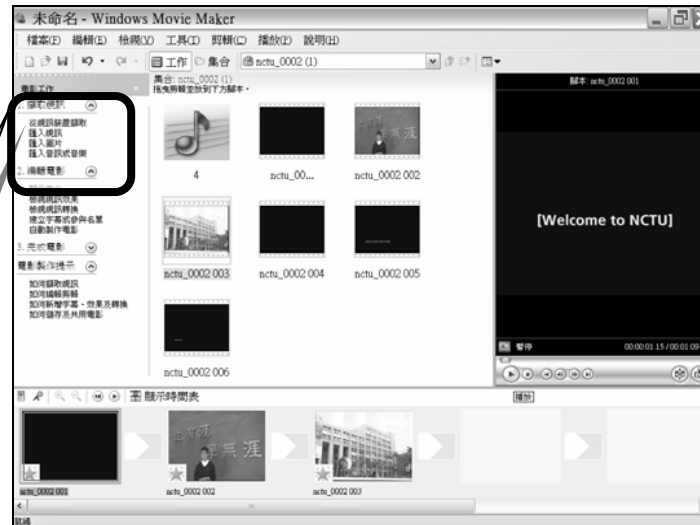 未命名 - Windows Movie Maker
檔案(F) 編輯(E) 檢視(V) 工具(T) 剪輯(C) 播放(P) 說明(H)
工作 集合 nctu_0002 (1)
電影工作
集合: nctu_0002 (1)
拖曳剪輯並放到下方腳本。
1. 擷取視訊
從視訊裝置擷取
匯入視訊
匯入圖片
匯入音訊或音樂
2. 編輯電影
檢視視訊效果
檢視視訊轉換
建立字幕或參與名單
自動製作電影
3. 完成電影
電影製作提示
如何擷取視訊
如何編輯剪輯
如何新增字幕、效果及轉換
如何儲存及共用電影
4
nctu_00...
nctu_0002 002
nctu_0002 003
nctu_0002 004
nctu_0002 005
nctu_0002 006
腳本: nctu_0002 001
[Welcome to NCTU]
暫停
00:00:01.15 / 00:01:09
顯示時間表
播放
nctu_0002 001
nctu_0002 002
nctu_0002 003
就緒